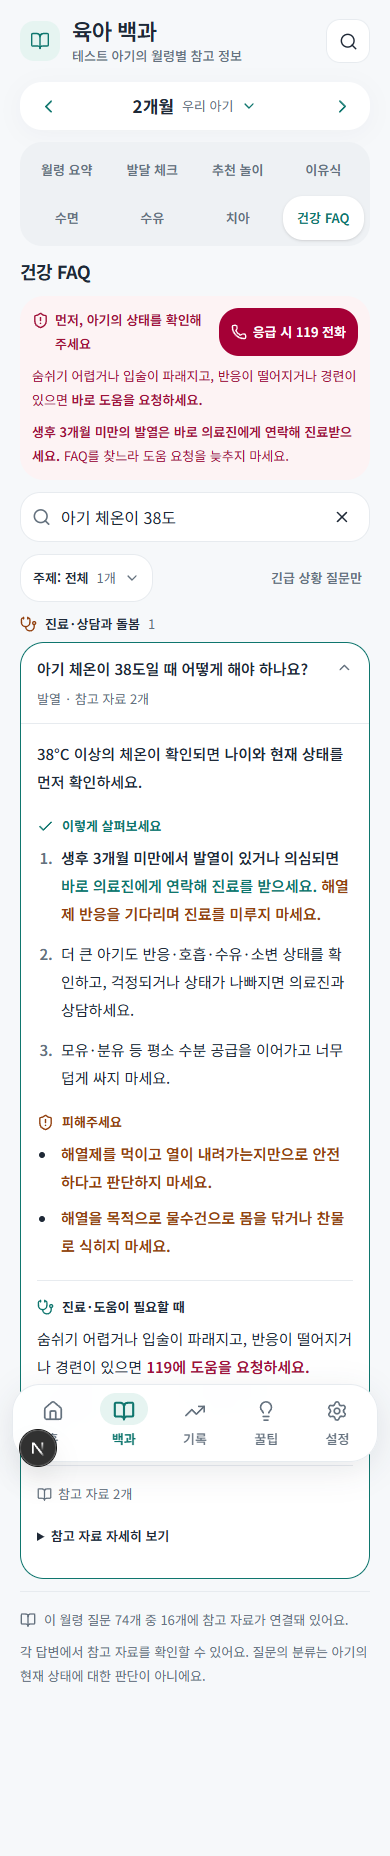 육아 백과
테스트 아기의 월령별 참고 정보
2개월 우리 아기
월령 요약 발달 체크 추천 놀이 이유식
수면 수유 치아 건강 FAQ
건강 FAQ
먼저, 아기의 상태를 확인해
주세요
응급 시 119 전화
숨쉬기 어렵거나 입술이 파래지고, 반응이 떨어지거나 경련이
있으면 바로 도움을 요청하세요.
생후 3개월 미만의 발열은 바로 의료진에게 연락해 진료받으
세요. FAQ를 찾느라 도움 요청을 늦추지 마세요.
아기 체온이 38도
주제: 전체 1개
긴급 상황 질문만
진료·상담과 돌봄 1
아기 체온이 38도일 때 어떻게 해야 하나요?
발열 · 참고 자료 2개
38°C 이상의 체온이 확인되면 나이와 현재 상태를
먼저 확인하세요.
이렇게 살펴보세요
1. 생후 3개월 미만에서 발열이 있거나 의심되면
바로 의료진에게 연락해 진료를 받으세요. 해열
제 반응을 기다리며 진료를 미루지 마세요.
2. 더 큰 아기도 반응·호흡·수유·소변 상태를 확
인하고, 걱정되거나 상태가 나빠지면 의료진과
상담하세요.
3. 모유·분유 등 평소 수분 공급을 이어가고 너무
덥게 싸지 마세요.
피해주세요
• 해열제를 먹이고 열이 내려가는지만으로 안전
하다고 판단하지 마세요.
• 해열을 목적으로 물수건으로 몸을 닦거나 찬물
로 식히지 마세요.
진료·도움이 필요할 때
숨쉬기 어렵거나 입술이 파래지고, 반응이 떨어지거
나 경련이 있으면 119에 도움을 요청하세요.
N
백과 기록 꿀팁 설정
참고 자료 2개
▶ 참고 자료 자세히 보기
이 월령 질문 74개 중 16개에 참고 자료가 연결돼 있어요.
각 답변에서 참고 자료를 확인할 수 있어요. 질문의 분류는 아기의
현재 상태에 대한 판단이 아니에요.